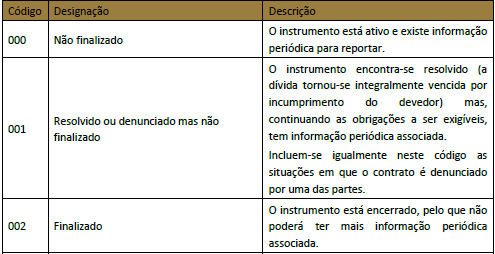 Código Designação Descrição
000 Não finalizado O instrumento está ativo e existe informação
periódica para reportar.
O instrumento encontra-se resolvido (a
dívida tornou-se integralmente vencida por
incumprimento do devedor) mas,
001 Resolvido ou denunciado mas não
finalizado
continuando as obrigações a ser exigíveis,
tem informação periódica associada.
Incluem-se igualmente neste código as
situações em que o contrato é denunciado
por uma das partes.
002 Finalizado O instrumento está encerrado, pelo que não
poderá ter mais informação periódica
associada.